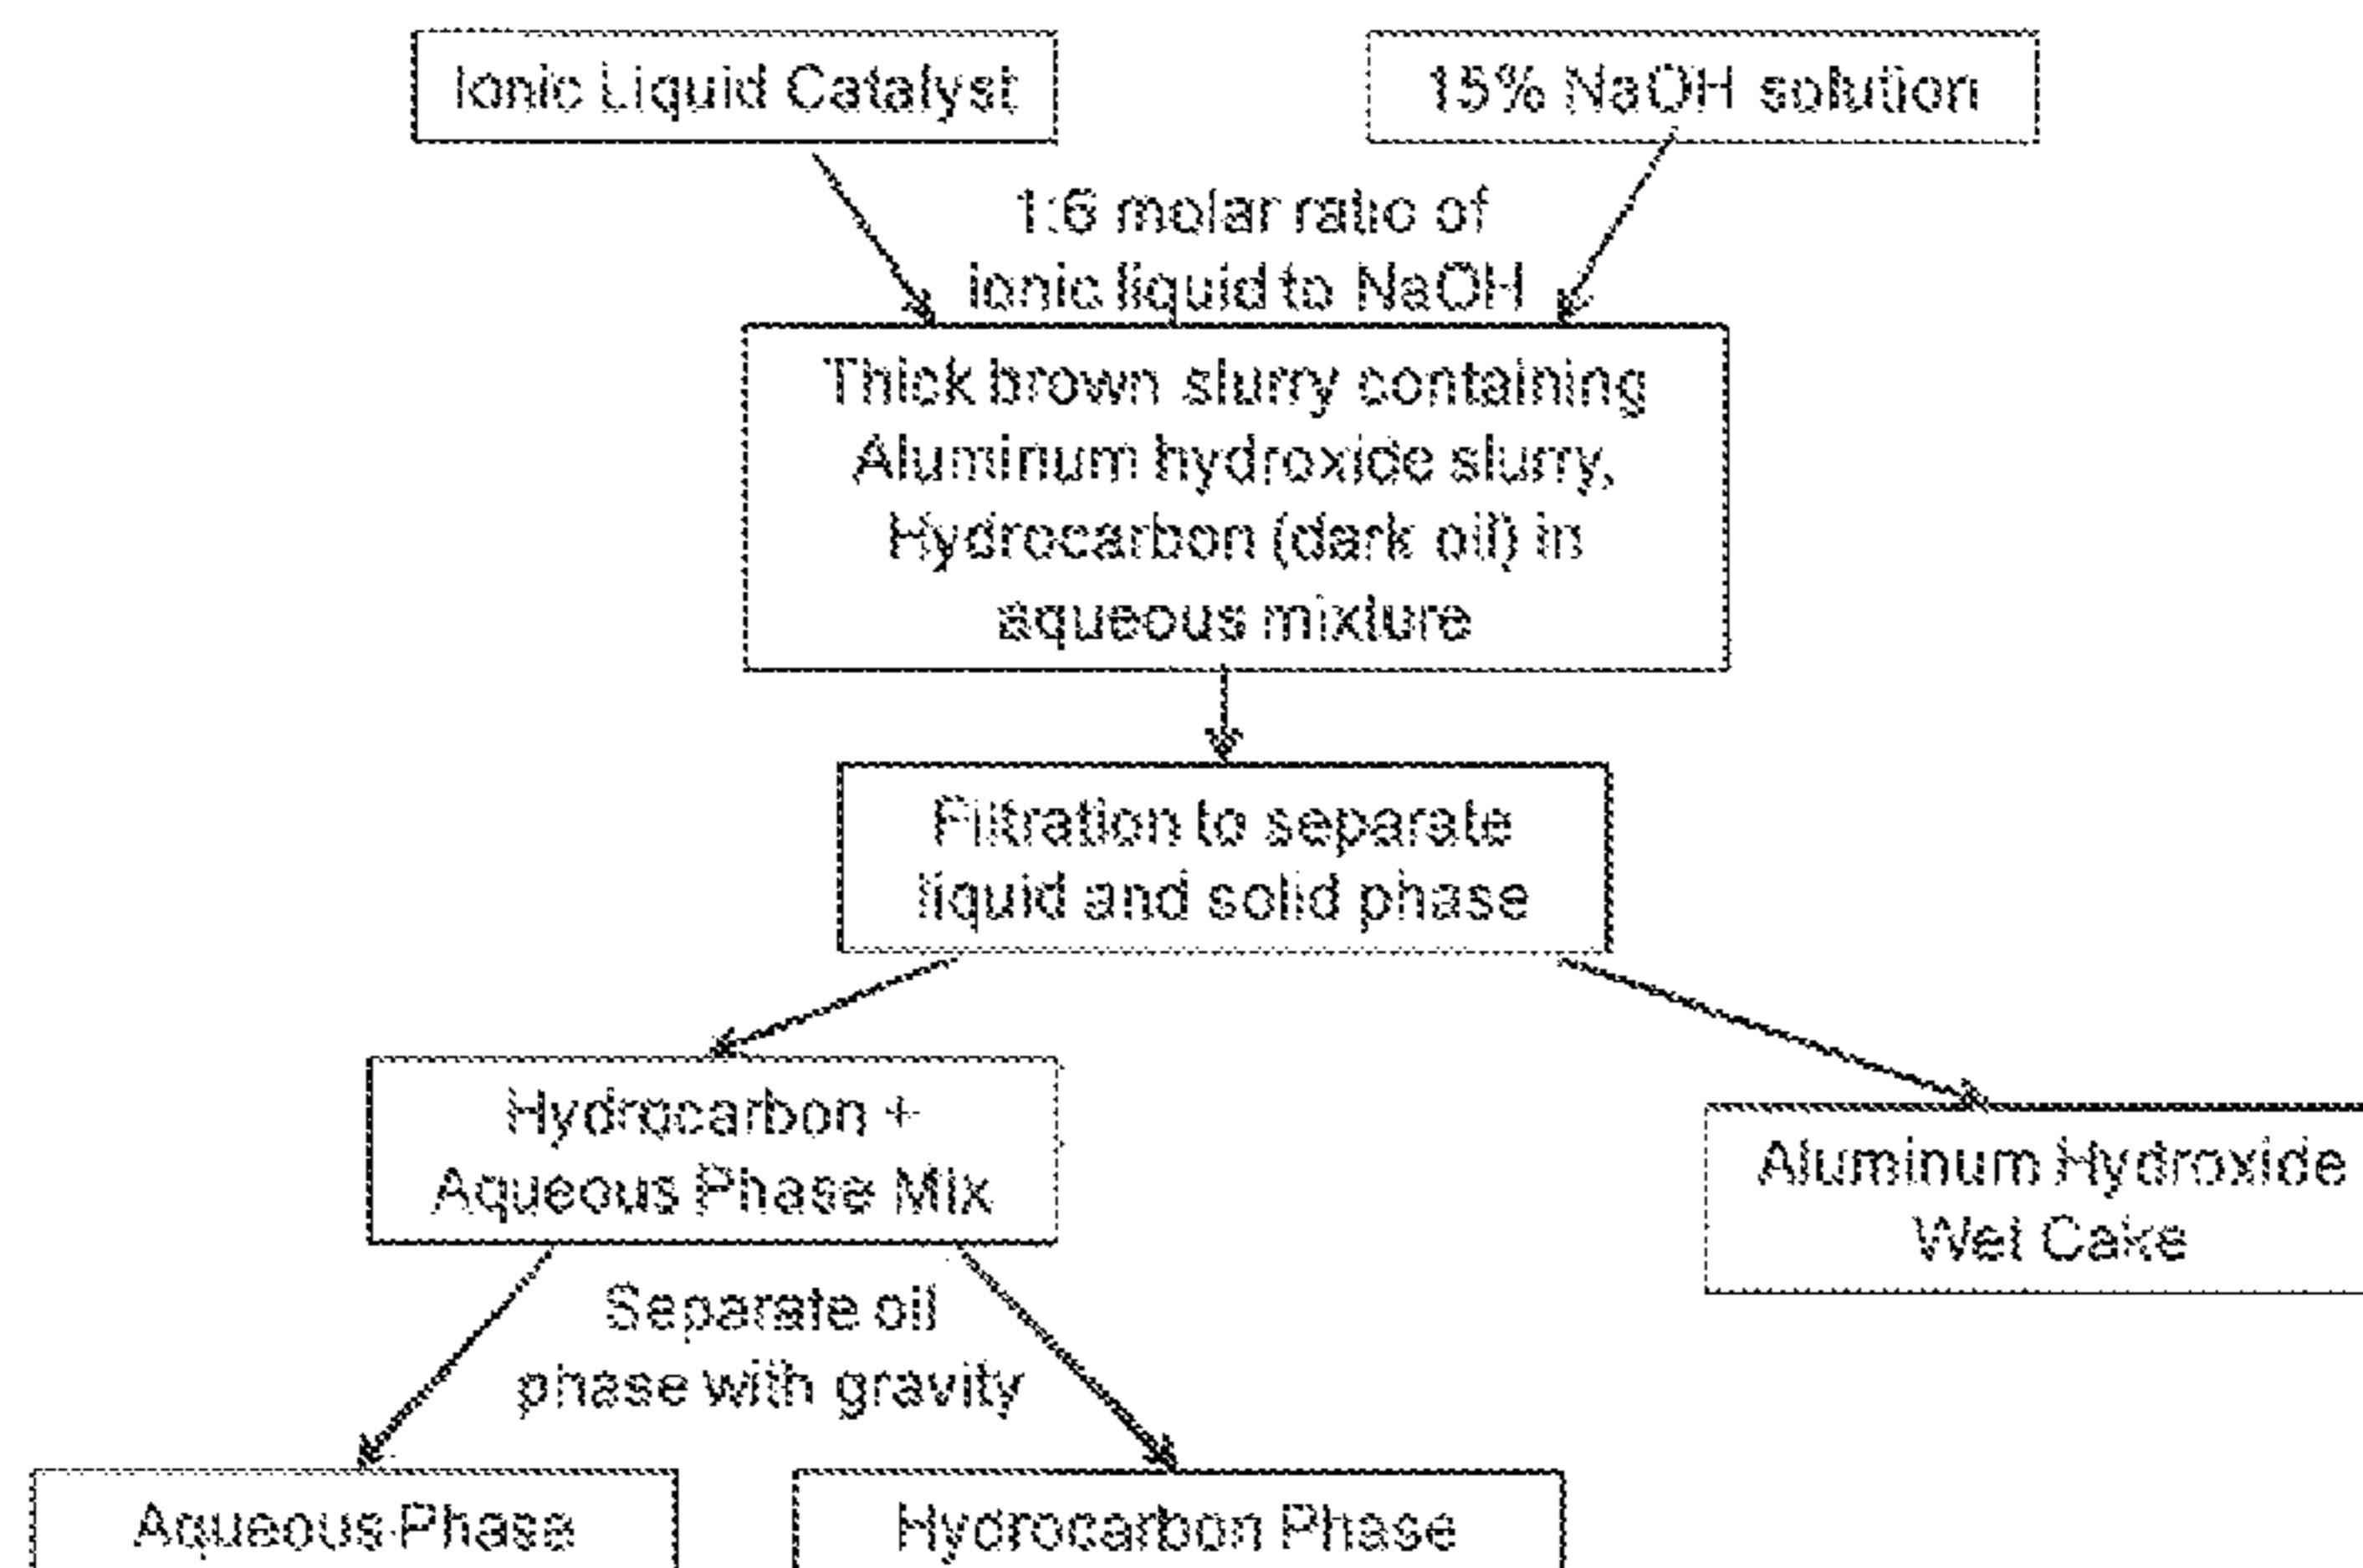 Ionic Liquid Catalyst
15% NaOH solution
1:6 molar ratio of
ionic liquid to NaOH
Thick brown slurry containing
Aluminum hydroxide slurry,
Hydrocarbon (dark oil) in
aqueous mixture
Filtration to separate
liquid and solid phase
Hydrocarbon +
Aqueous Phase Mix
Aluminum Hydroxide
Wet Cake
Separate oil
phase with gravity
Aqueous Phase
Hydrocarbon Phase